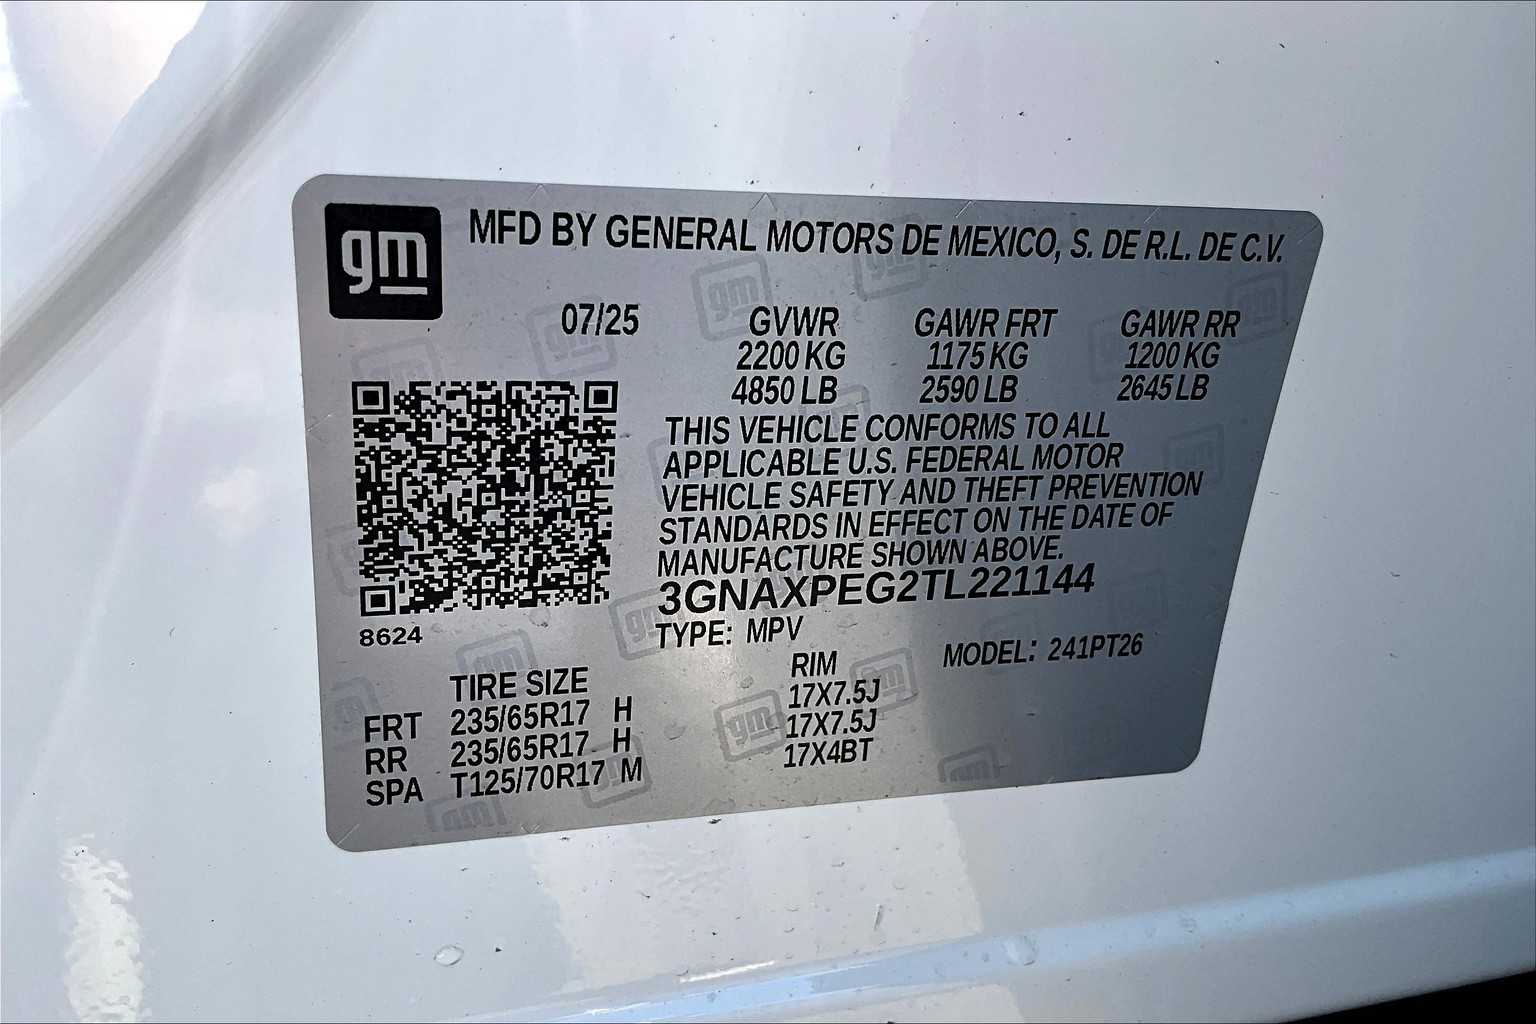 gm MFD BY GENERAL MOTORS DE MEXICO, S. DE R.L. DE C.V.
07/25 GVWR GAWR FRT GAWR RR
2200 KG 1175 KG 1200 KG
4850 LB 2590 LB 2645 LB
THIS VEHICLE CONFORMS TO ALL
APPLICABLE U.S. FEDERAL MOTOR
VEHICLE SAFETY AND THEFT PREVENTION
STANDARDS IN EFFECT ON THE DATE OF
MANUFACTURE SHOWN ABOVE.
3GNAXPEG2TL221144
8624 TYPE: MPV MODEL: 241PT26
TIRE SIZE RIM
FRT 235/65R17 H 17X7.5J
RR 235/65R17 H 17X7.5J
SPA T125/70R17 M 17X4BT